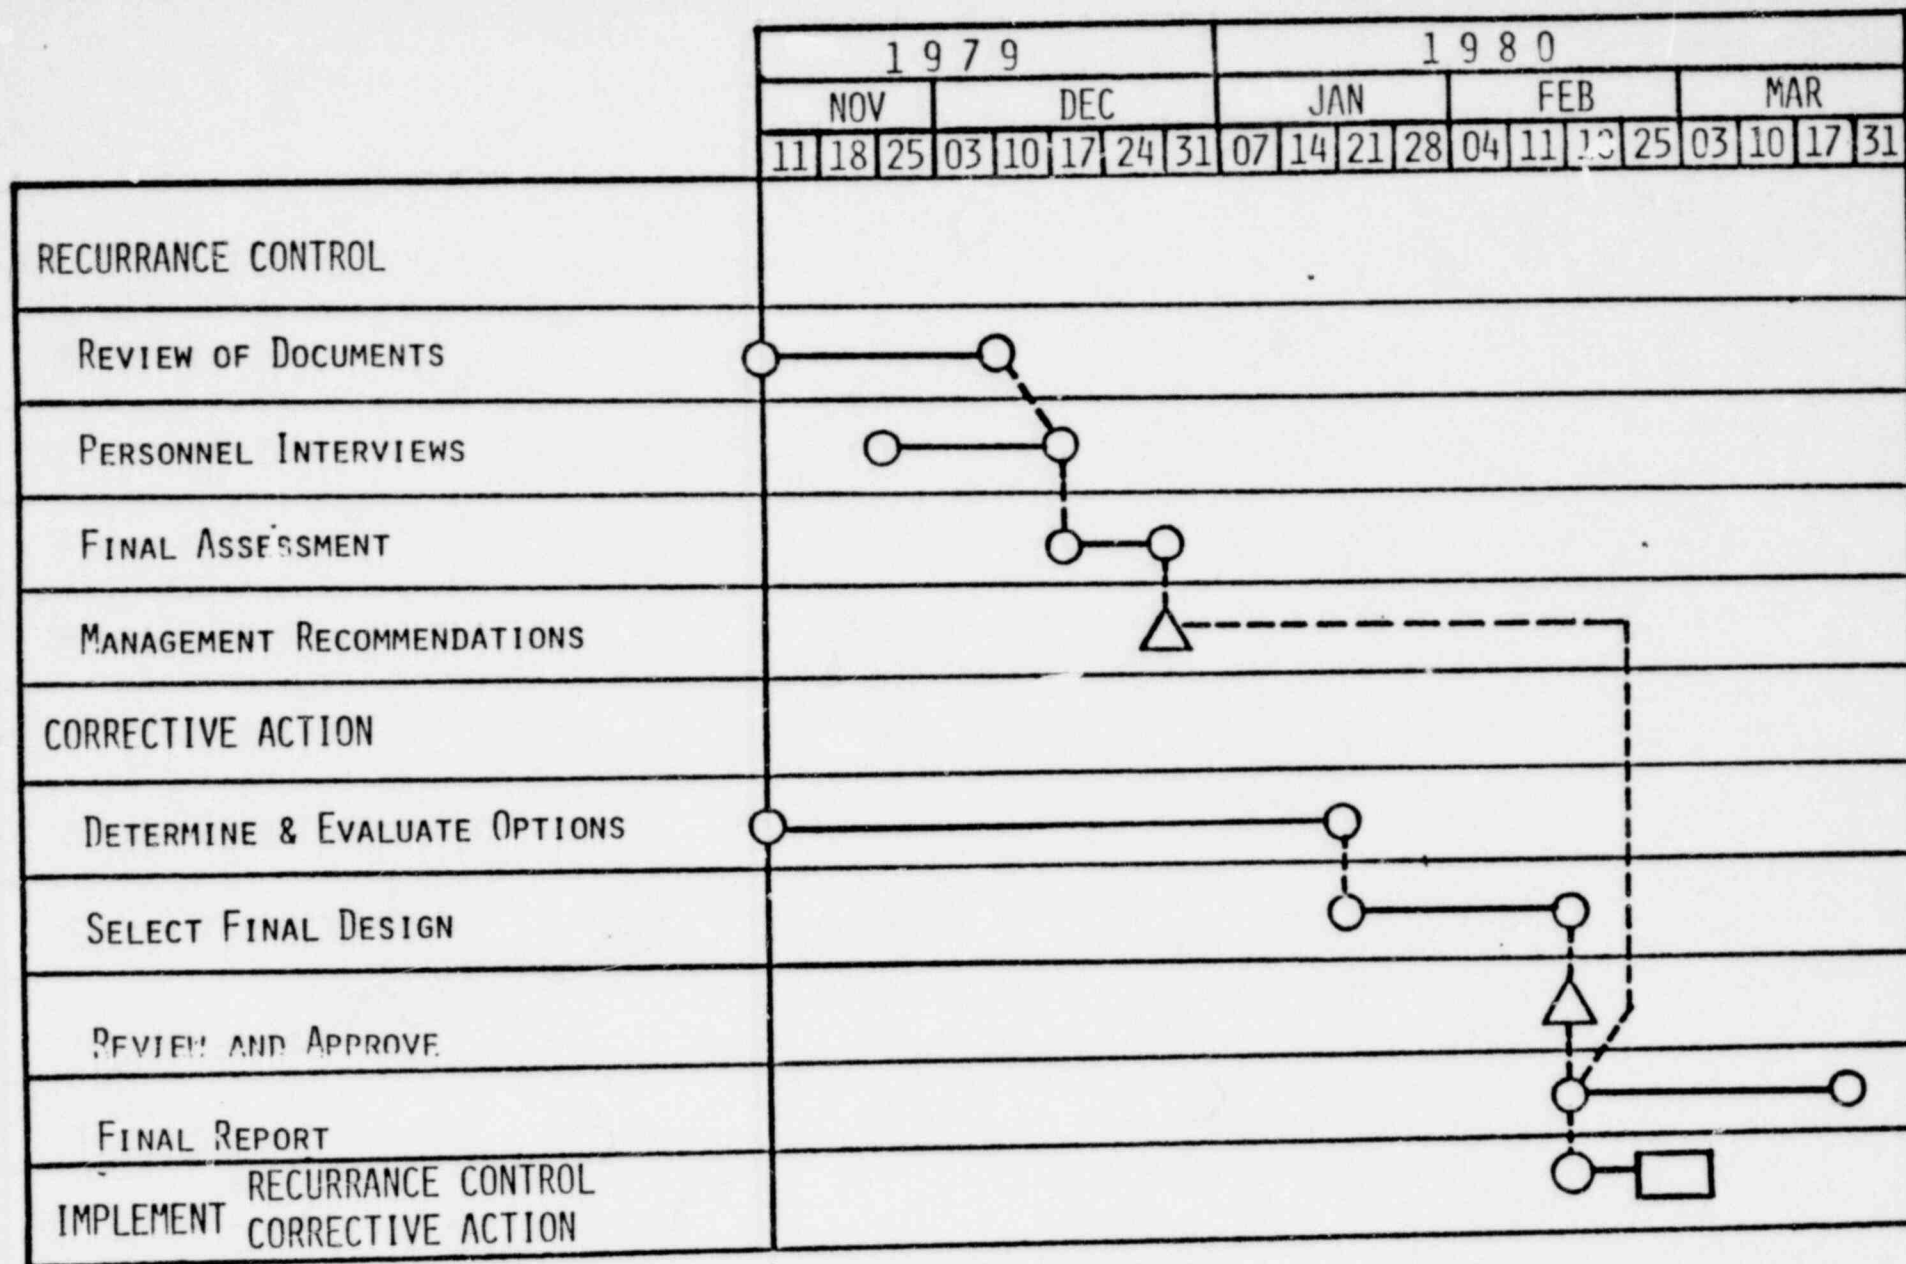 1979 1980
NOV DEC JAN FEB MAR
11 18 25 03 10 17 24 31 07 14 21 28 04 11 25 03 10 17 31
RECURRANCE CONTROL
REVIEW OF DOCUMENTS
PERSONNEL INTERVIEWS
FINAL ASSESSMENT
MANAGEMENT RECOMMENDATIONS
CORRECTIVE ACTION
DETERMINE & EVALUATE OPTIONS
SELECT FINAL DESIGN
REVIEW AND APPROVE
FINAL REPORT
IMPLEMENT RECURRANCE CONTROL
CORRECTIVE ACTION